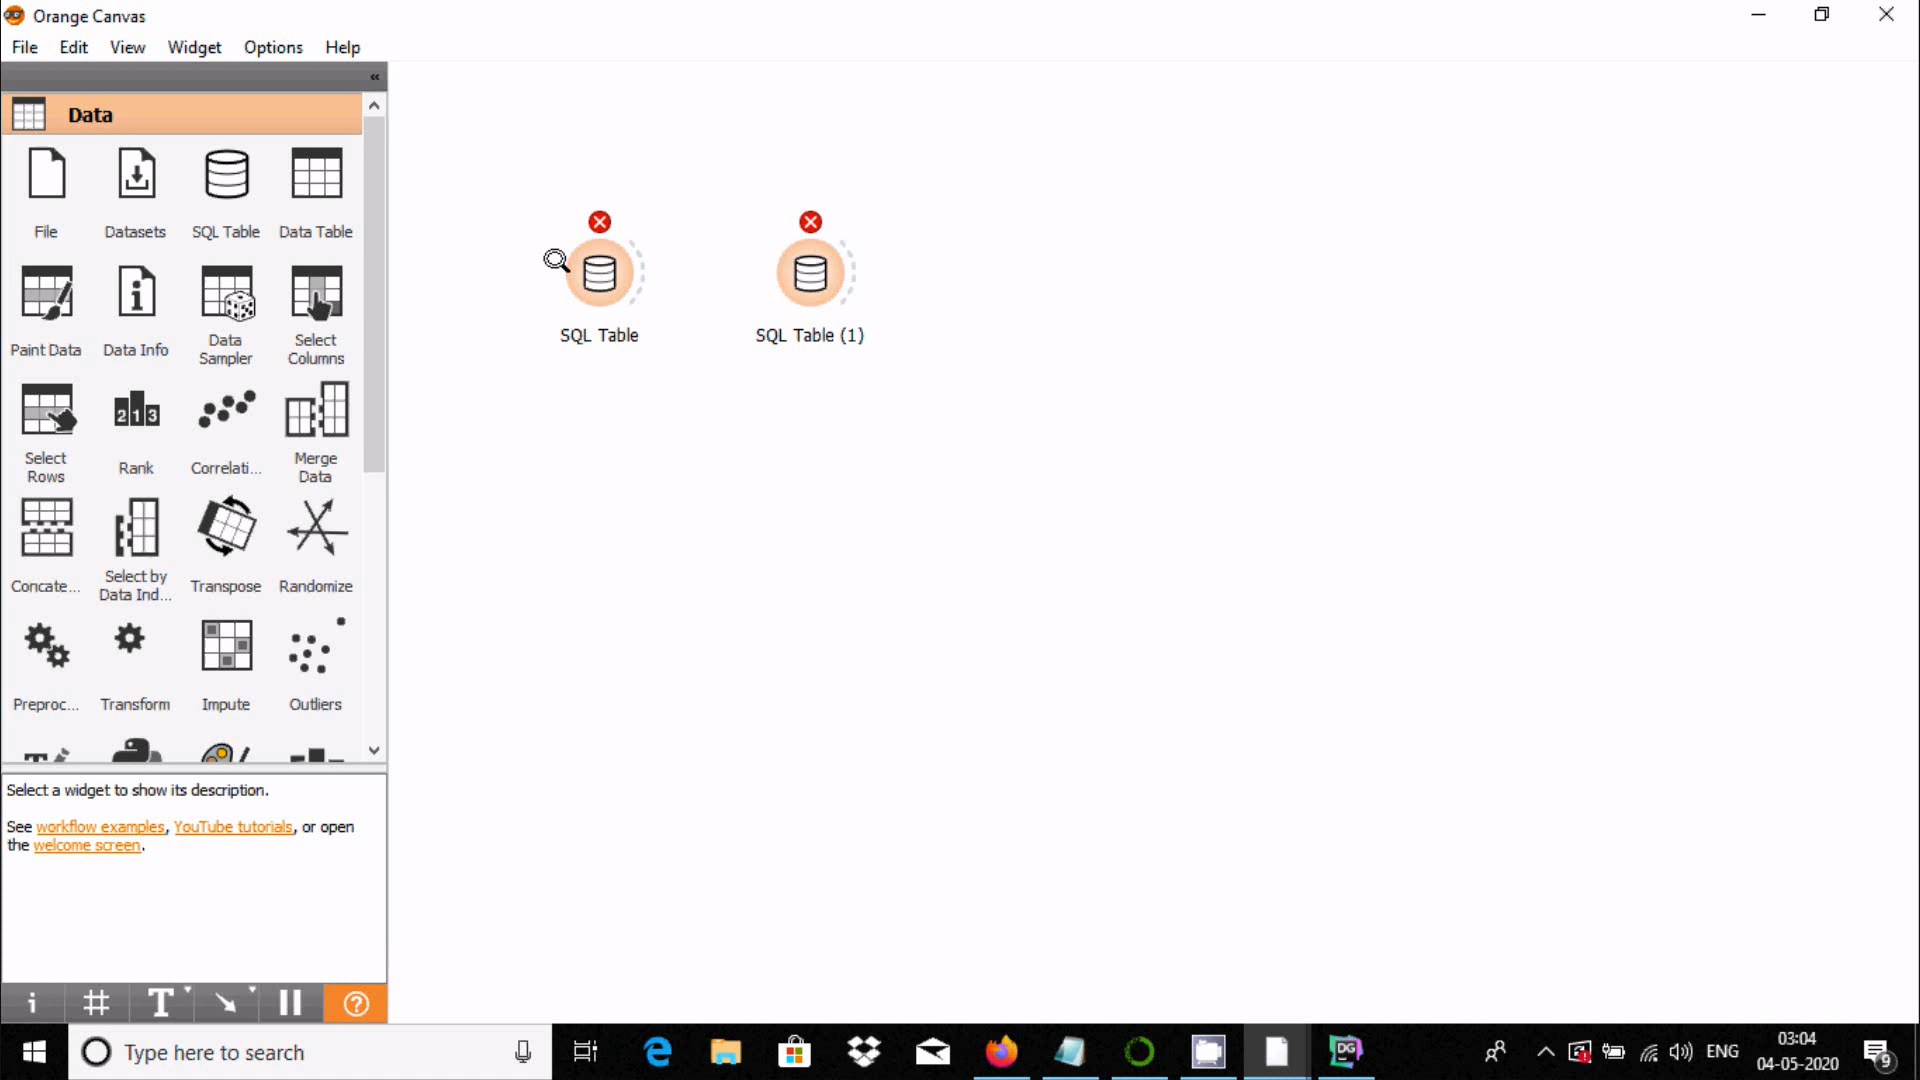 Orange Canvas
File Edit View Widget Options Help
«
Data
File Datasets SQL Table Data Table
Paint Data Data Info Data Sampler Select Columns
Select Rows Rank Correlati... Merge Data
213
Concate... Select by Data Ind... Transpose Randomize
Preproc... Transform Impute Outliers
SQL Table
SQL Table (1)
Select a widget to show its description.
See workflow examples, YouTube tutorials, or open
the welcome screen.
Type here to search
DG
ENG
03:04
04-05-2020
9